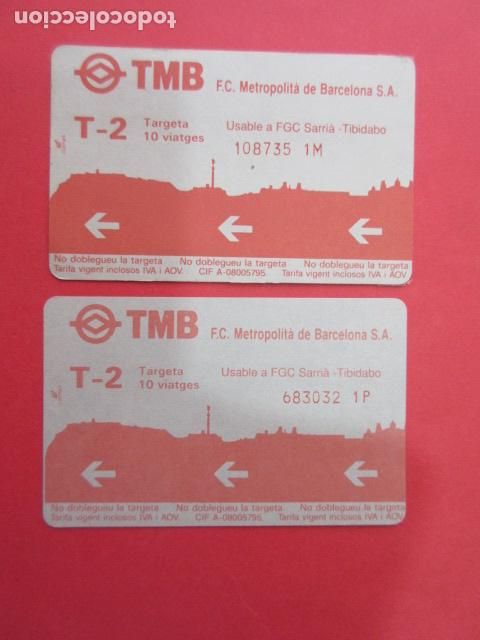 todocoleccion
TMB F.C. Metropolità de Barcelona S.A.
T-2 Targeta 10 viatges Usable a FGC Sarrià -Tibidabo
108735 1M
No doblegueu la targeta No doblegueu la targeta No doblegueu la targeta
Tarifa vigent inclosos IVA i AOV. CIF A-08005795. Tarifa vigent inclosos IVA i AOV.
TMB F.C. Metropolità de Barcelona S.A.
T-2 Targeta 10 viatges Usable a FGC Sarrià -Tibidabo
683032 1P
No doblegueu la targeta No doblegueu la targeta No doblegueu la targeta
Tarifa vigent inclosos IVA i AOV. CIF A-08005795. Tarifa vigent inclosos IVA i AOV.
todocoleccion.net